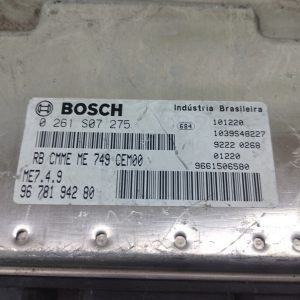 BOSCH
Indústria Brasileira
0 261 S07 275
684
101220
1039S48227
9222 0268
RB CMME ME 749 CEM00
01220
ME7.4.9
9661506580
96 781 942 80